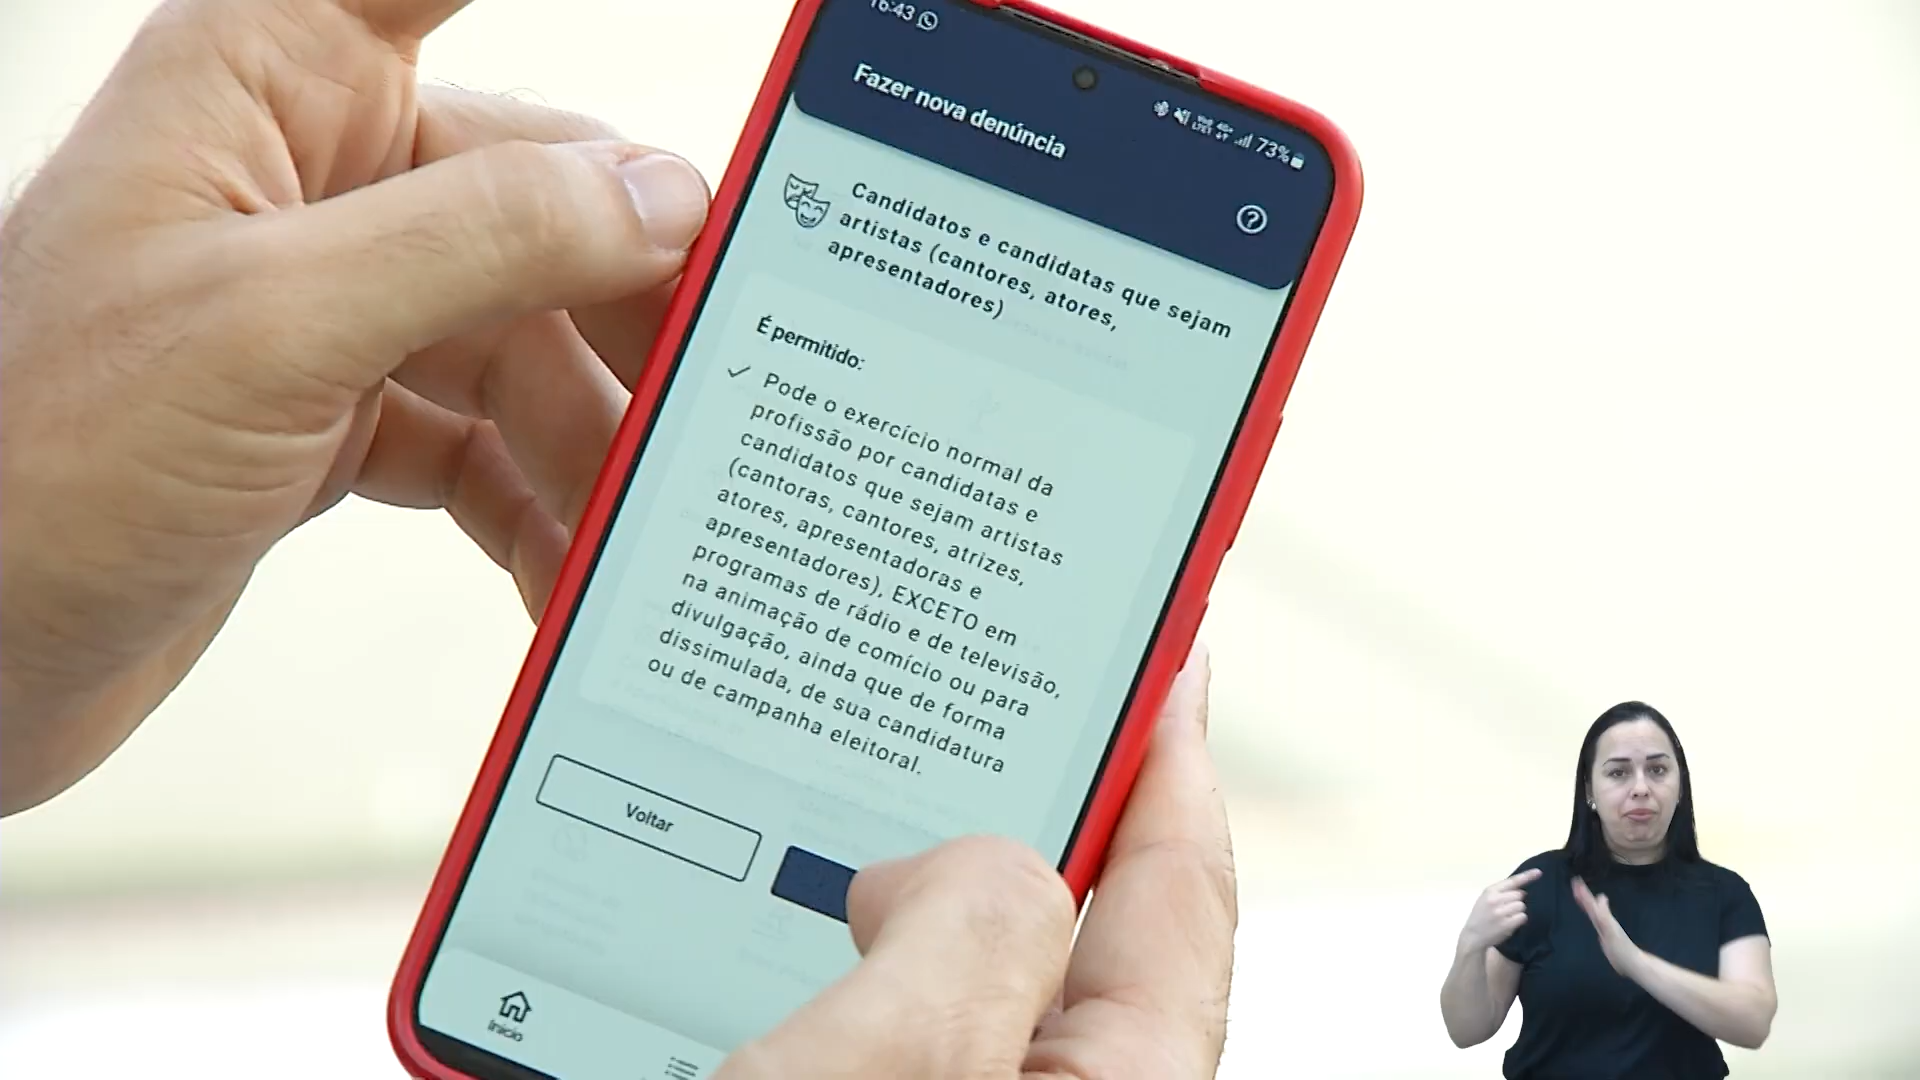 16:43
73%
Fazer nova denúncia
Candidatos e candidatas que sejam
artistas (cantores, atores,
apresentadores)
É permitido:
Pode o exercício normal da
profissão por candidatas e
candidatos que sejam artistas
(cantoras, cantores, atrizes,
atores, apresentadoras e
apresentadores), EXCETO em
programas de rádio e de televisão,
na animação de comício ou para
divulgação, ainda que de forma
dissimulada, de sua candidatura
ou de campanha eleitoral.
Voltar
Início